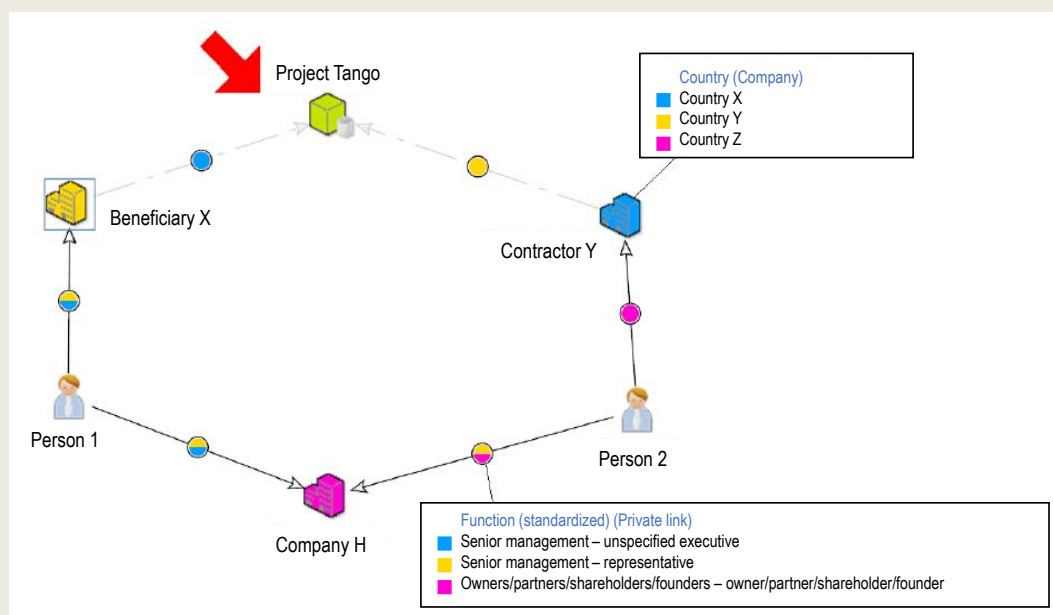 Project Tango
Country (Company)
Country X
Country Y
Country Z
Beneficiary X
Contractor Y
Person 1
Person 2
Company H
Function (standardized) (Private link)
Senior management – unspecified executive
Senior management – representative
Owners/partners/shareholders/founders – owner/partner/shareholder/founder